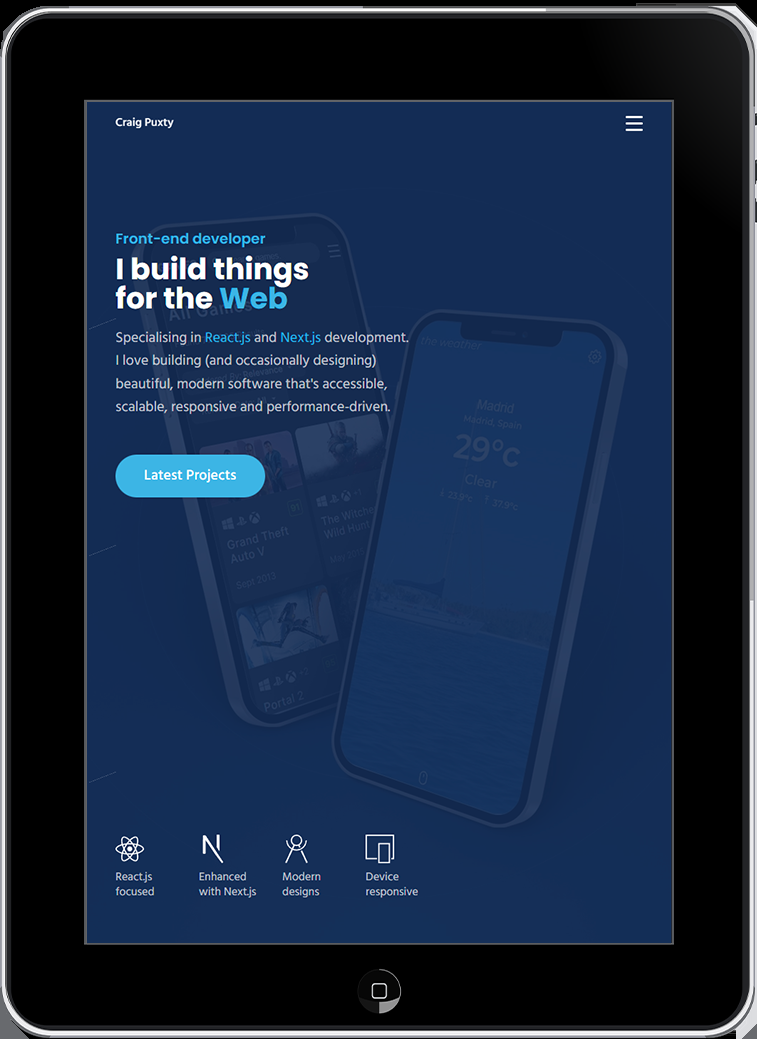 Craig Puxty
Front-end developer
I build things
for the Web
Specialising in React.js and Next.js development.
I love building (and occasionally designing)
beautiful, modern software that's accessible,
scalable, responsive and performance-driven.
Latest Projects
All Games
the weather
Madrid
Madrid, Spain
29°c
Clear
Grand Theft
Auto V
Sept 2013
The Witcher
Wild Hunt
Portal 2
React.js
focused
Enhanced
with Next.js
Modern
designs
Device
responsive